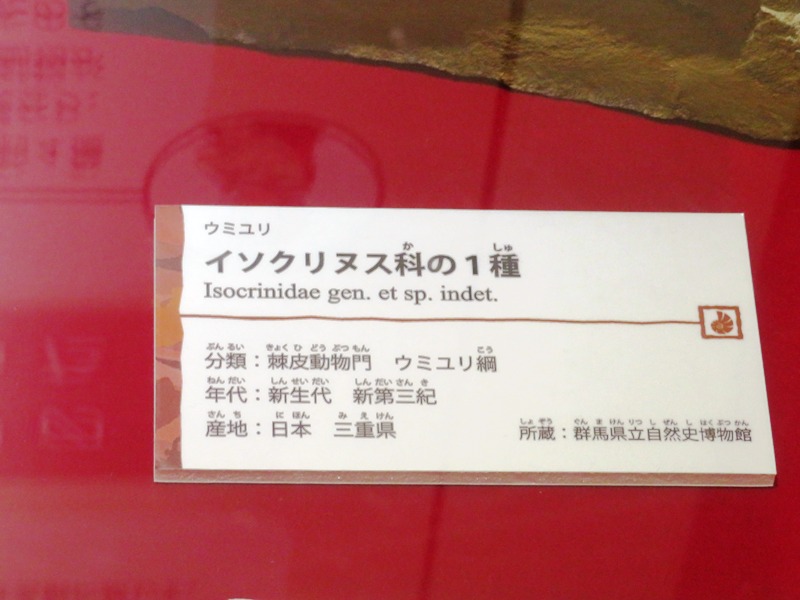 ウミユリ
イソクリヌス科の1種
Isocrinidae gen. et sp. indet.
分類：棘皮動物門　ウミユリ綱
年代：新生代　新第三紀
産地：日本　三重県
所蔵：群馬県立自然史博物館